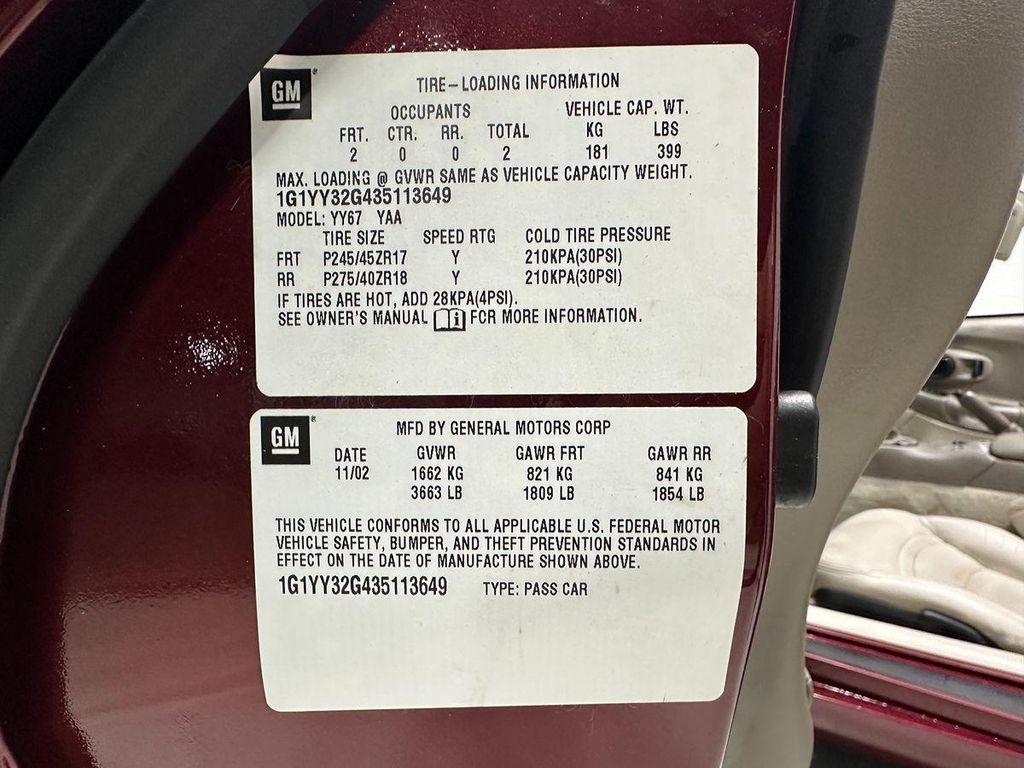 GM
TIRE-LOADING INFORMATION
OCCUPANTS VEHICLE CAP. WT.
FRT. CTR. RR. TOTAL KG LBS
2 0 0 2 181 399
MAX. LOADING @ GVWR SAME AS VEHICLE CAPACITY WEIGHT.
1G1YY32G435113649
MODEL: YY67 YAA
TIRE SIZE SPEED RTG COLD TIRE PRESSURE
FRT P245/45ZR17 Y 210KPA(30PSI)
RR P275/40ZR18 Y 210KPA(30PSI)
IF TIRES ARE HOT, ADD 28KPA(4PSI).
SEE OWNER'S MANUAL i FOR MORE INFORMATION.
GM
MFD BY GENERAL MOTORS CORP
DATE GVWR GAWR FRT GAWR RR
11/02 1662 KG 821 KG 841 KG
3663 LB 1809 LB 1854 LB
THIS VEHICLE CONFORMS TO ALL APPLICABLE U.S. FEDERAL MOTOR
VEHICLE SAFETY, BUMPER, AND THEFT PREVENTION STANDARDS IN
EFFECT ON THE DATE OF MANUFACTURE SHOWN ABOVE.
1G1YY32G435113649 TYPE: PASS CAR